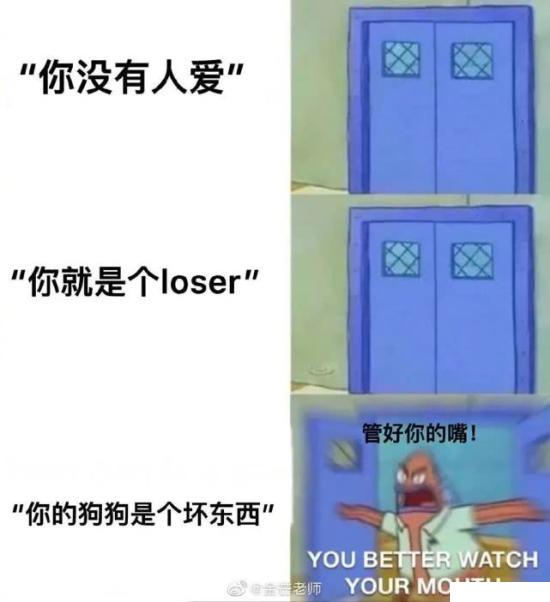 “你没有人爱”
“你就是个loser”
管好你的嘴！
“你的狗狗是个坏东西”
YOU BETTER WATCH
YOUR MOUTH